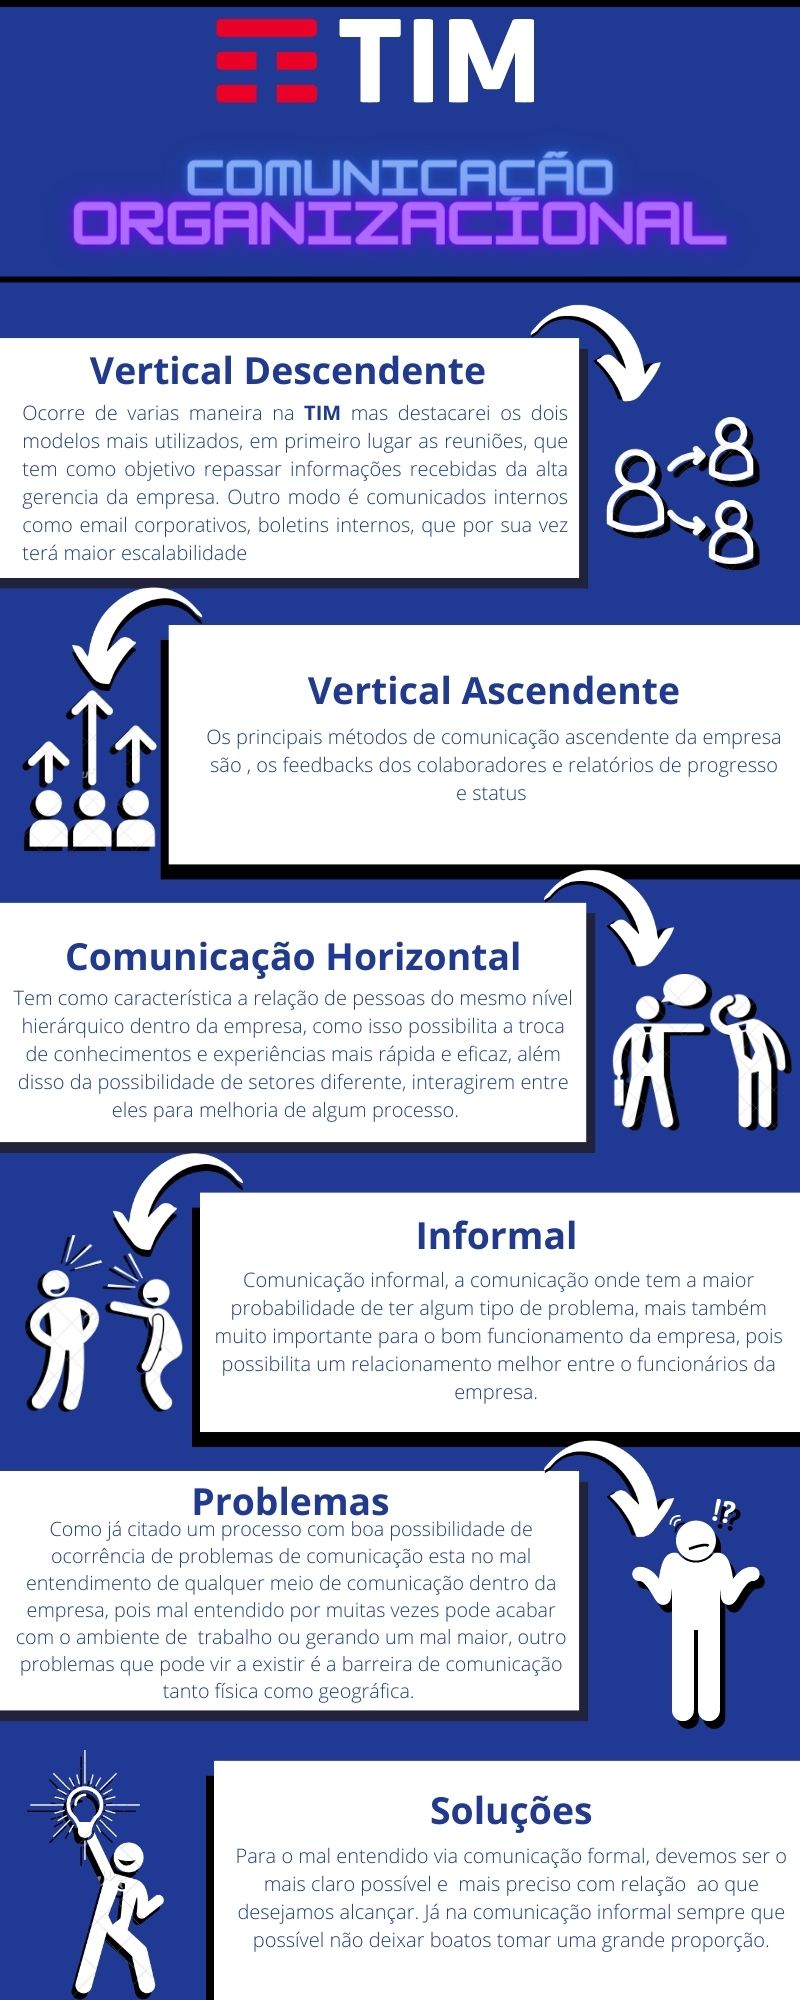 TIM
COMUNICAÇÃO
ORGANIZACIONAL
Vertical Descendente
Ocorre de varias maneira na TIM mas destacarei os dois
modelos mais utilizados, em primeiro lugar as reuniões, que
tem como objetivo repassar informações recebidas da alta
gerencia da empresa. Outro modo é comunicados internos
como email corporativos, boletins internos, que por sua vez
terá maior escalabilidade
Vertical Ascendente
Os principais métodos de comunicação ascendente da empresa
são , os feedbacks dos colaboradores e relatórios de progresso
e status
Comunicação Horizontal
Tem como característica a relação de pessoas do mesmo nível
hierárquico dentro da empresa, como isso possibilita a troca
de conhecimentos e experiências mais rápida e eficaz, além
disso da possibilidade de setores diferente, interagirem entre
eles para melhoria de algum processo.
Informal
Comunicação informal, a comunicação onde tem a maior
probabilidade de ter algum tipo de problema, mais também
muito importante para o bom funcionamento da empresa, pois
possibilita um relacionamento melhor entre o funcionários da
empresa.
!?
Problemas
Como já citado um processo com boa possibilidade de
ocorrência de problemas de comunicação esta no mal
entendimento de qualquer meio de comunicação dentro da
empresa, pois mal entendido por muitas vezes pode acabar
com o ambiente de  trabalho ou gerando um mal maior, outro
problemas que pode vir a existir é a barreira de comunicação
tanto física como geográfica.
Soluções
Para o mal entendido via comunicação formal, devemos ser o
mais claro possível e  mais preciso com relação  ao que
desejamos alcançar. Já na comunicação informal sempre que
possível não deixar boatos tomar uma grande proporção.